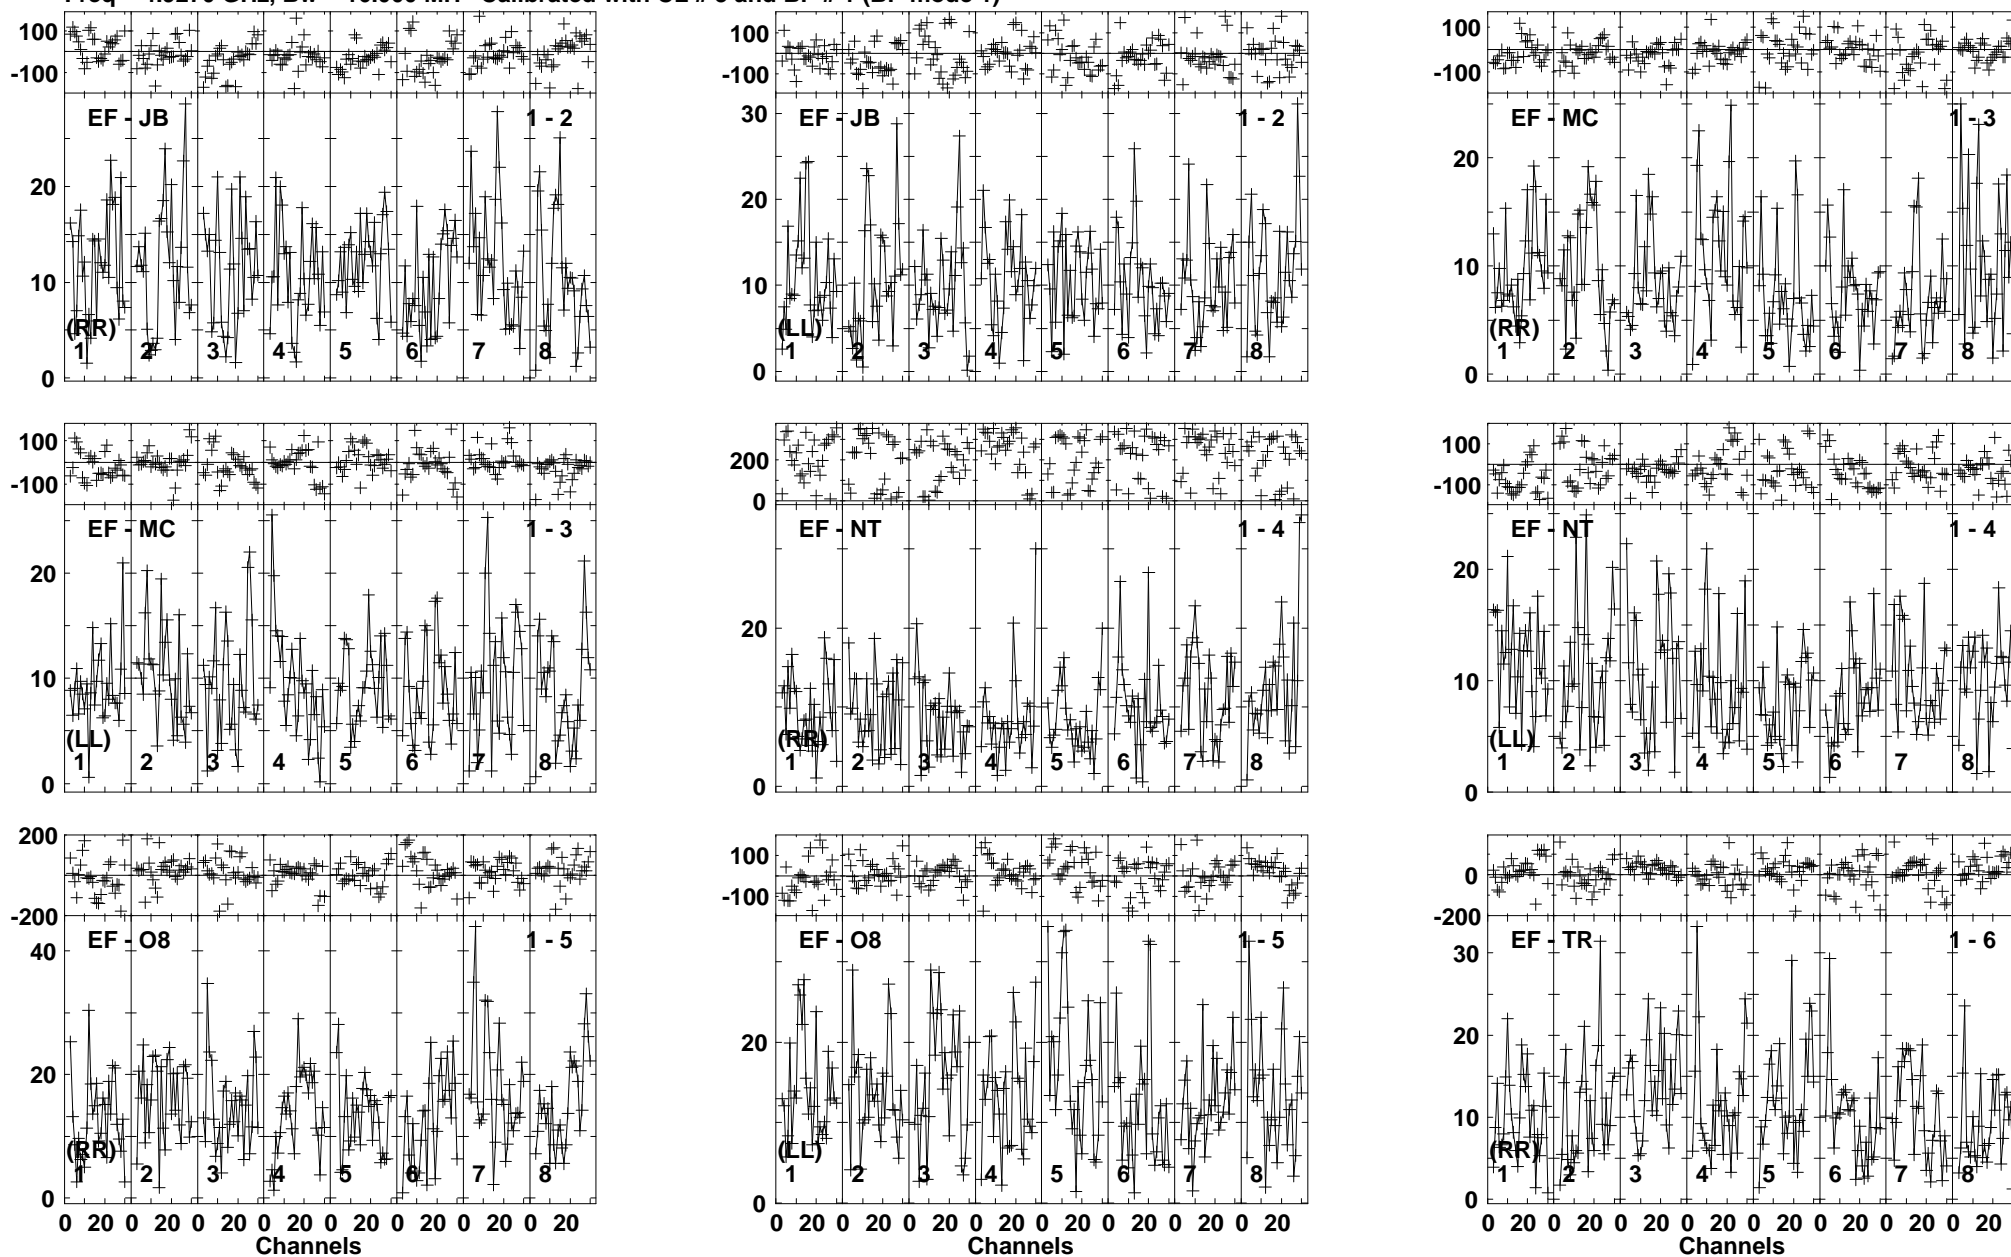 100 100 100
-100 -100 -100
EF - JB 1 - 2 EF - JB 1 - 2 EF - MC 1 - 3
20 10 0 30 20 10 0 20 10 0
(RR) (LL) (RR)
1 2 3 4 5 6 7 8 1 2 3 4 5 6 7 8 1 2 3 4 5 6 7 8
100 200 100
-100 0 -100
EF - MC 1 - 3 EF - NT 1 - 4 EF - NT 1 - 4
20 10 0 20 0 20 10 0
(LL) (RR) (LL)
1 2 3 4 5 6 7 8 1 2 3 4 5 6 7 8 1 2 3 4 5 6 7 8
200 100 0
-200 -100 -200
EF - O8 1 - 5 EF - O8 1 - 5 EF - TR 1 - 6
40 20 0 20 0 30 20 10 0
(RR) (LL) (RR)
1 2 3 4 5 6 7 8 1 2 3 4 5 6 7 8 1 2 3 4 5 6 7 8
0 20 0 20 0 20 0 20 0 20 0 20 0 20 0 20 0 20 0 20 0 20 0 20 0 20 0 20 0 20 0 20 0 20 0 20 0 20 0 20 0 20 0 20 0 20 0 20
Channels Channels Channels